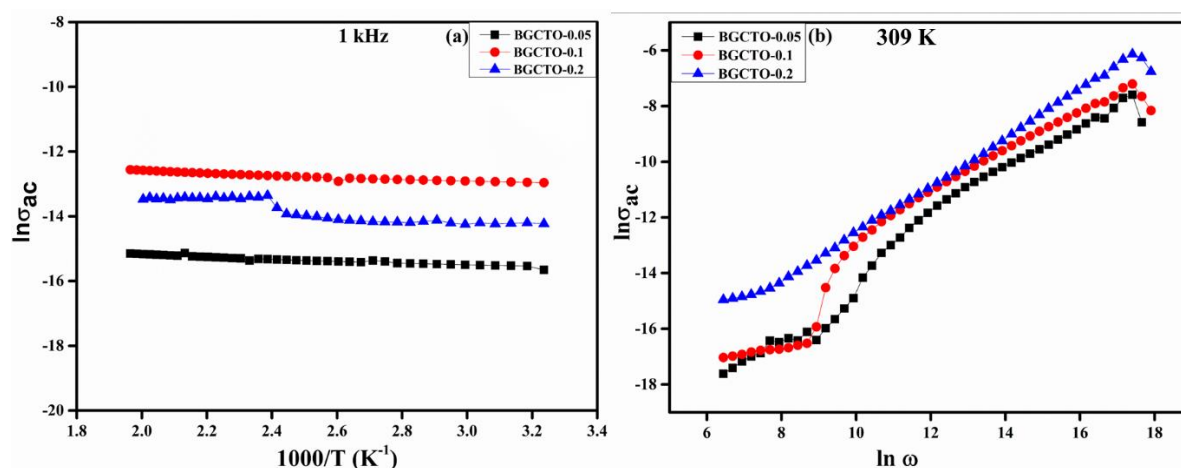 1 kHz (a)
BGCTO-0.05
BGCTO-0.1
BGCTO-0.2
lnσac
-8
-10
-12
-14
-16
-18
-20
1.8 2.0 2.2 2.4 2.6 2.8 3.0 3.2 3.4
1000/T (K-1)
BGCTO-0.05 (b) 309 K
BGCTO-0.1
BGCTO-0.2
lnσac
-6
-8
-10
-12
-14
-16
-18
6 8 10 12 14 16 18
ln ω